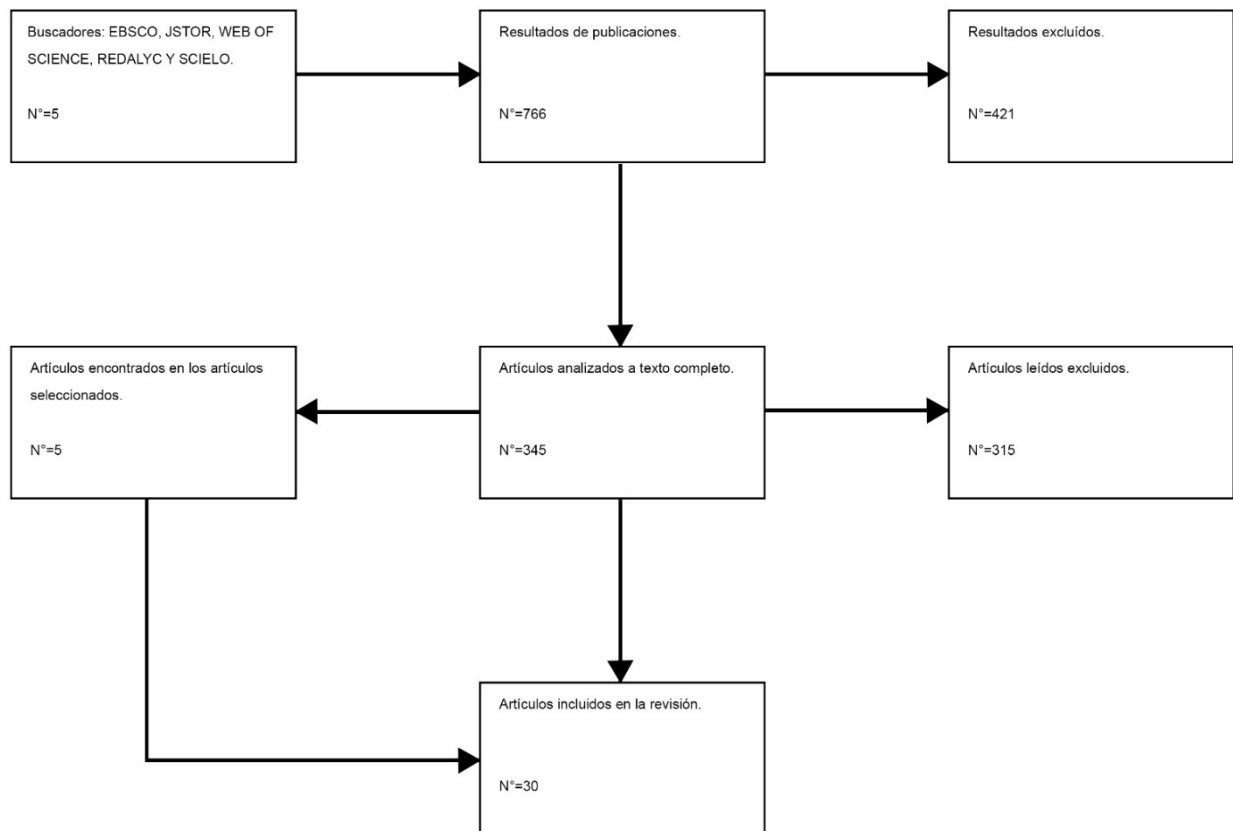 Buscadores: EBSCO, JSTOR, WEB OF
SCIENCE, REDALYC Y SCIELO.
N°=5
Resultados de publicaciones.
N°=766
Resultados excluídos.
N°=421
Artículos encontrados en los artículos
seleccionados.
N°=5
Artículos analizados a texto completo.
N°=345
Artículos leídos excluidos.
N°=315
Artículos incluidos en la revisión.
N°=30